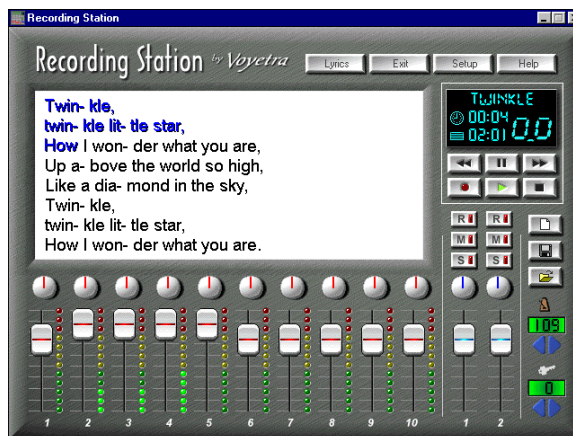 Recording Station
Recording Station by Voyetra
Lyrics Exit Setup Help
Twin- kle,
twin- kle lit- tle star,
How I won- der what you are,
Up a- bove the world so high,
Like a dia- mond in the sky,
Twin- kle,
twin- kle lit- tle star,
How I won- der what you are.
TWINKLE
00:04
02:01
0.0
R R
M M
S S
109
0
1 2 3 4 5 6 7 8 9 10 1 2